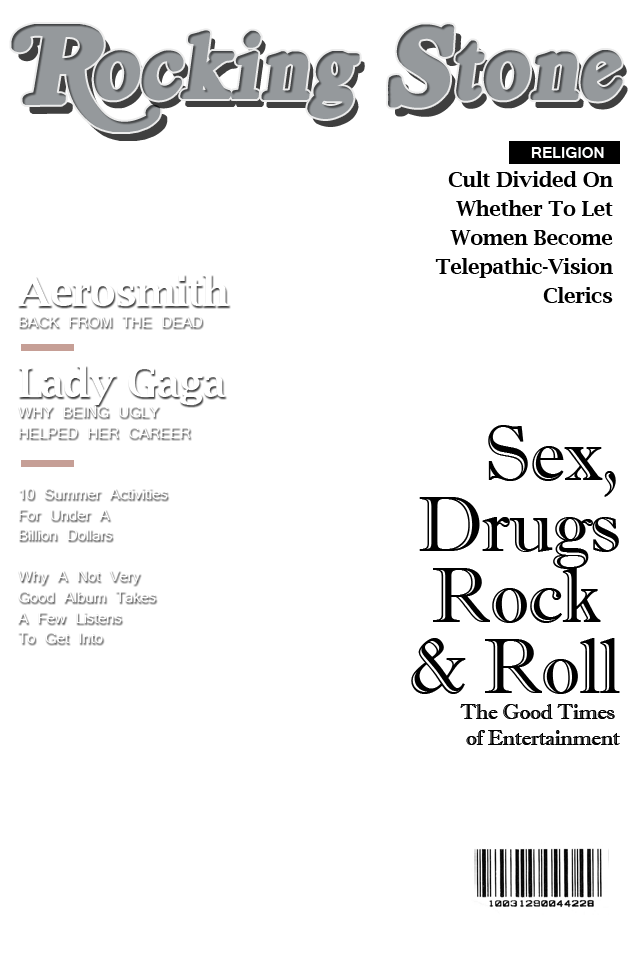 Rocking Stone
RELIGION
Cult Divided On
Whether To Let
Women Become
Telepathic-Vision
Clerics
Aerosmith
BACK FROM THE DEAD
Lady Gaga
WHY BEING UGLY
HELPED HER CAREER
10 Summer Activities
For Under A
Billion Dollars
Why A Not Very
Good Album Takes
A Few Listens
To Get Into
Sex,
Drugs
Rock
& Roll
The Good Times
of Entertainment
10031290044228